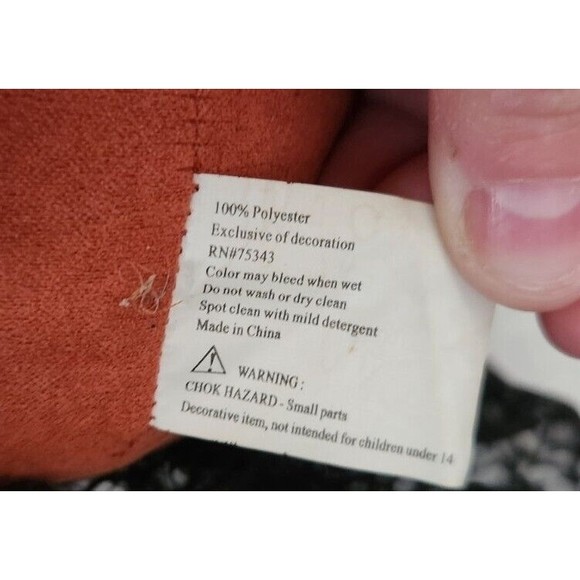 100% Polyester
Exclusive of decoration
RN#75343
Color may bleed when wet
Do not wash or dry clean
Spot clean with mild detergent
Made in China
WARNING:
CHOK HAZARD - Small parts
Decorative item, not intended for children under 14